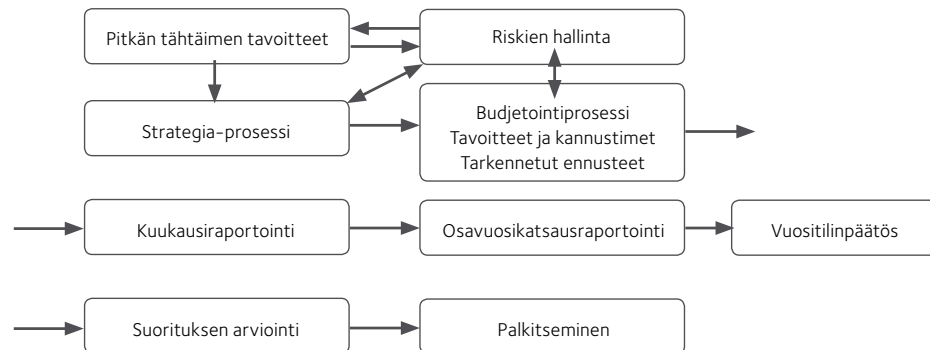 Pitkän tähtäimen tavoitteet
Riskien hallinta
Strategia-prosessi
Budjetointiprosessi
Tavoitteet ja kannustimet
Tarkennetut ennusteet
Kuukausiraportointi
Osavuosikatsausraportointi
Vuositilinpäätös
Suorituksen arviointi
Palkitseminen